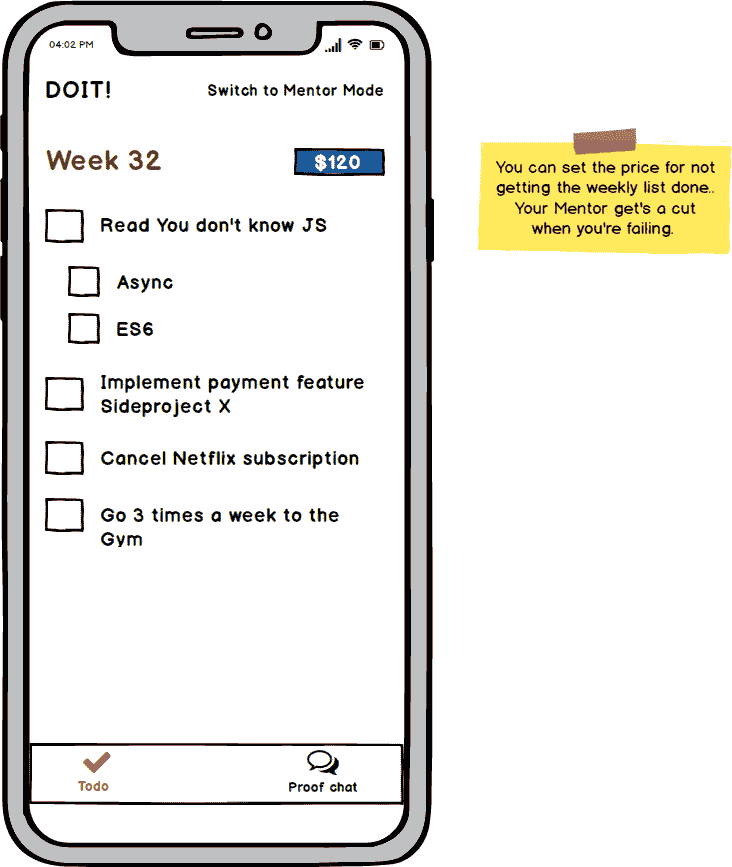 04:02 PM
DOIT!
Switch to Mentor Mode
Week 32
$120
Read You don't know JS
Async
ES6
Implement payment feature
Sideproject X
Cancel Netflix subscription
Go 3 times a week to the
Gym
Todo
Proof chat
You can set the price for not
getting the weekly list done..
Your Mentor get's a cut
when you're failing.